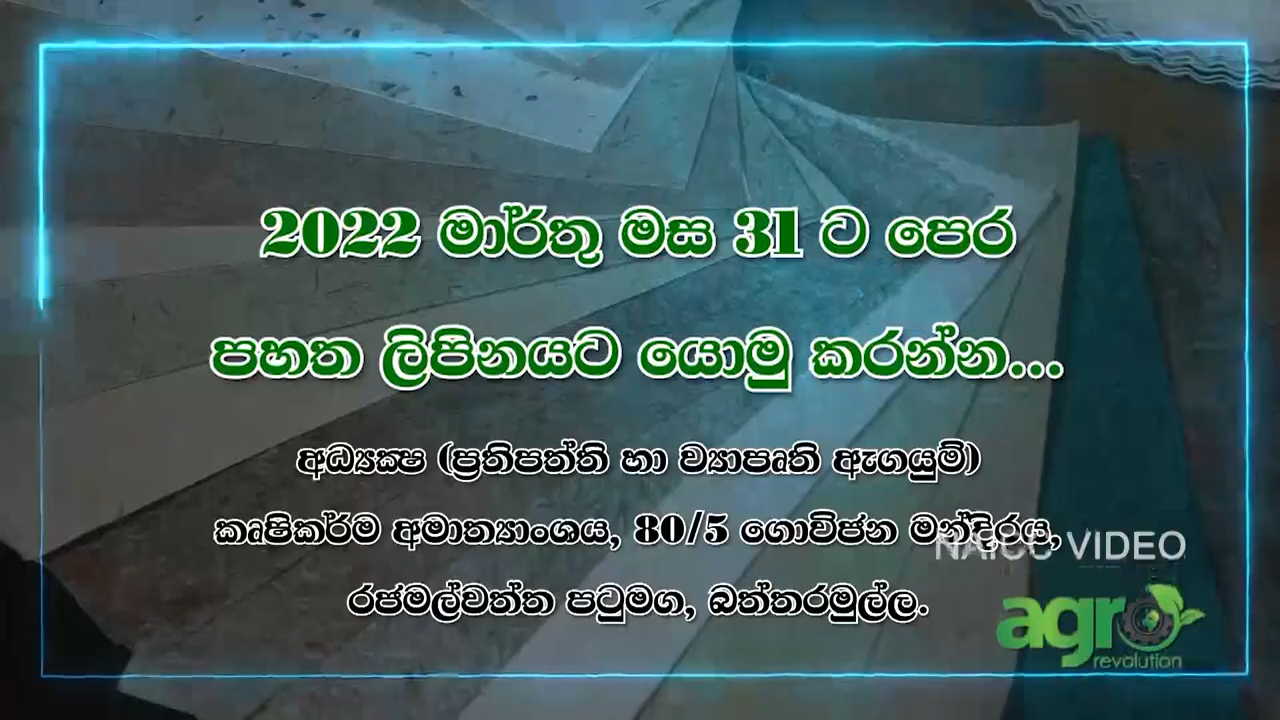 2022 මාර්තු මස 31 ට පෙර
පහත ලිපිනයට යොමු කරන්න...
අධ්‍යක්ෂ (ප්‍රතිපත්ති හා ව්‍යාපෘති ඇගයුම්)
කෘෂිකර්ම අමාත්‍යාංශය, 80/5 ගොවිජන මන්දිරය,
NAICC VIDEO
රජමල්වත්ත පටුමග, බත්තරමුල්ල.
agro
revolution